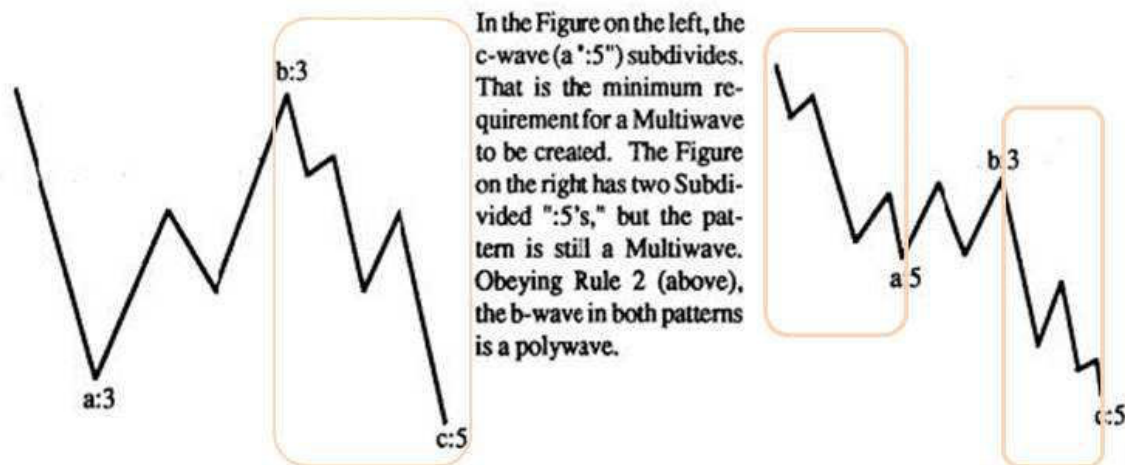 b:3
a:3
c:5
In the Figure on the left, the
c-wave (a ":5") subdivides.
That is the minimum re-
quirement for a Multiwave
to be created. The Figure
on the right has two Subdi-
vided ":5's," but the pat-
tern is still a Multiwave.
Obeying Rule 2 (above),
the b-wave in both patterns
is a polywave.
b:3
a:5
c:5